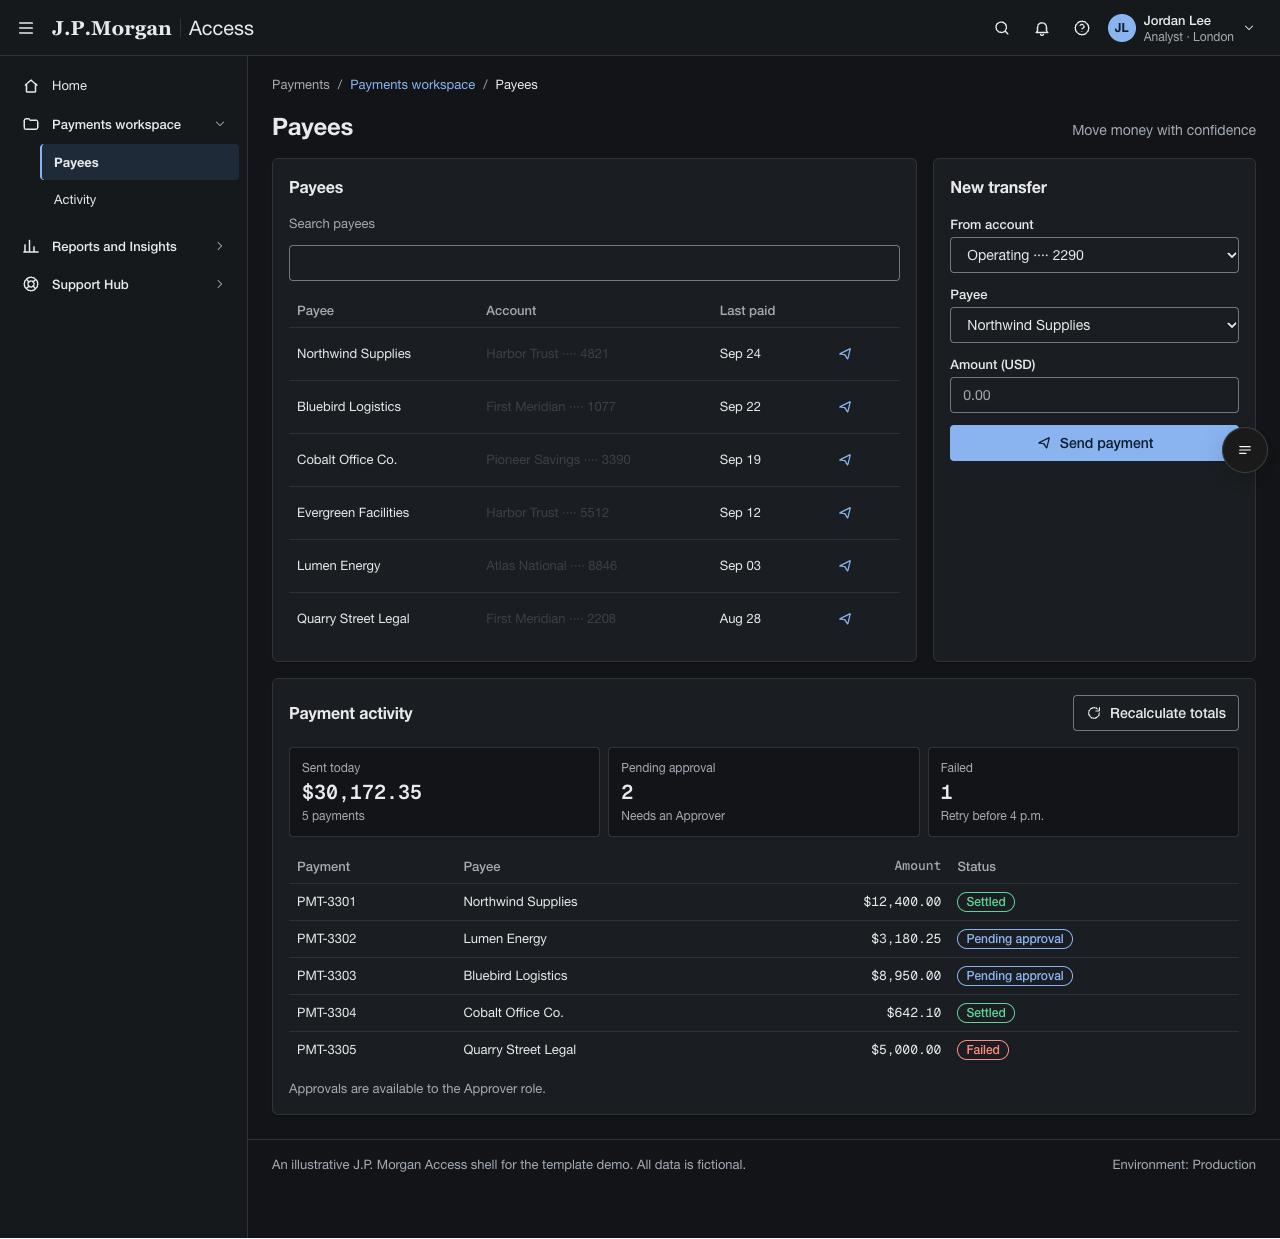 J.P.Morgan Access
JL
Jordan Lee
Analyst · London
Home
Payments workspace
Payees
Activity
Reports and Insights
Support Hub
Payments / Payments workspace / Payees
Payees
Move money with confidence
Payees
Search payees
Payee Account Last paid
Northwind Supplies Harbor Trust ···· 4821 Sep 24
Bluebird Logistics First Meridian ···· 1077 Sep 22
Cobalt Office Co. Pioneer Savings ···· 3390 Sep 19
Evergreen Facilities Harbor Trust ···· 5512 Sep 12
Lumen Energy Atlas National ···· 8846 Sep 03
Quarry Street Legal First Meridian ···· 2208 Aug 28
New transfer
From account
Operating ···· 2290
Payee
Northwind Supplies
Amount (USD)
0.00
Send payment
Payment activity
Recalculate totals
Sent today
$30,172.35
5 payments
Pending approval
2
Needs an Approver
Failed
1
Retry before 4 p.m.
Payment Payee Amount Status
PMT-3301 Northwind Supplies $12,400.00 Settled
PMT-3302 Lumen Energy $3,180.25 Pending approval
PMT-3303 Bluebird Logistics $8,950.00 Pending approval
PMT-3304 Cobalt Office Co. $642.10 Settled
PMT-3305 Quarry Street Legal $5,000.00 Failed
Approvals are available to the Approver role.
An illustrative J.P. Morgan Access shell for the template demo. All data is fictional.
Environment: Production